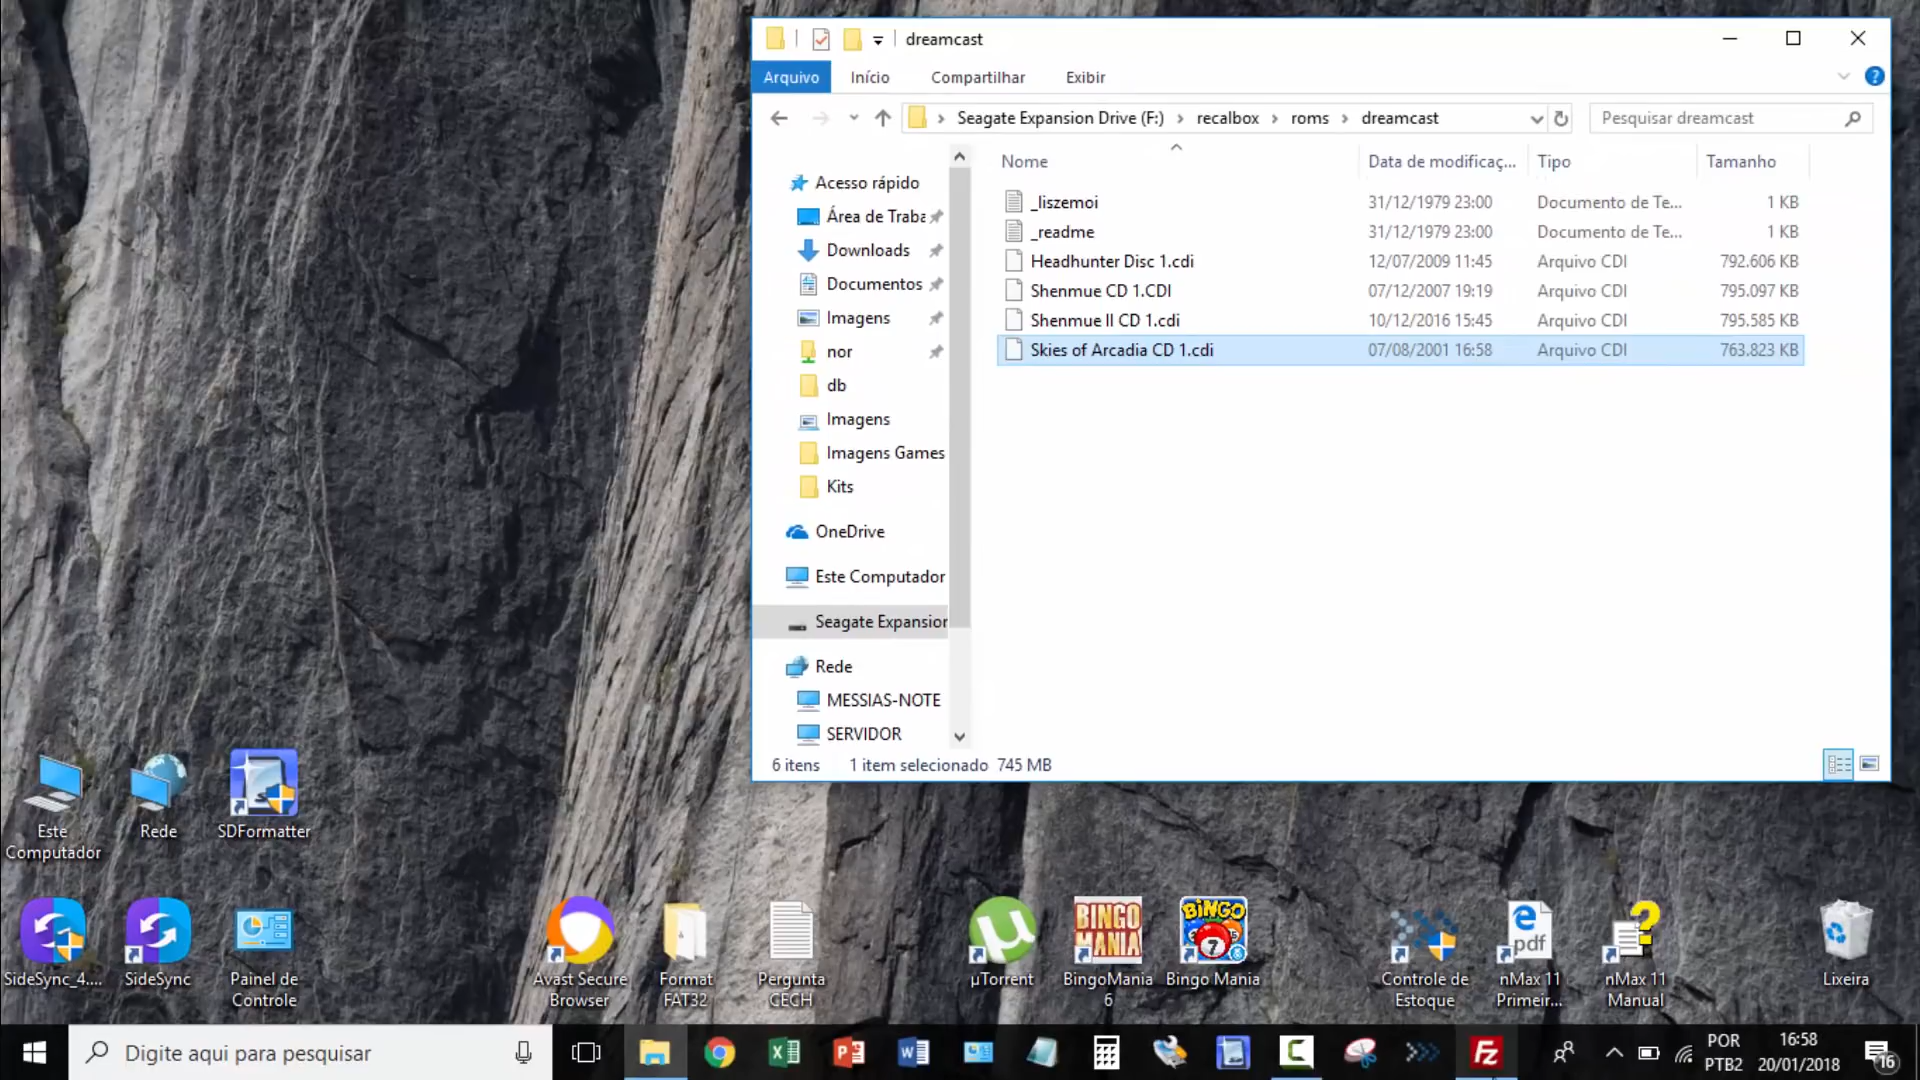 dreamcast
Arquivo Início Compartilhar Exibir
Seagate Expansion Drive (F:) recalbox roms dreamcast
Pesquisar dreamcast
Nome Data de modificaç... Tipo Tamanho
Acesso rápido
Área de Traba
Downloads
Documentos
Imagens
nor
db
Imagens
Imagens Games
Kits
OneDrive
Este Computador
Seagate Expansior
Rede
MESSIAS-NOTE
SERVIDOR
_liszemoi 31/12/1979 23:00 Documento de Te... 1 KB
_readme 31/12/1979 23:00 Documento de Te... 1 KB
Headhunter Disc 1.cdi 12/07/2009 11:45 Arquivo CDI 792.606 KB
Shenmue CD 1.CDI 07/12/2007 19:19 Arquivo CDI 795.097 KB
Shenmue II CD 1.cdi 10/12/2016 15:45 Arquivo CDI 795.585 KB
Skies of Arcadia CD 1.cdi 07/08/2001 16:58 Arquivo CDI 763.823 KB
6 itens 1 item selecionado 745 MB
Este
Computador
Rede
SDFormatter
SideSync_4....
SideSync
Painel de
Controle
Avast Secure
Browser
Format
FAT32
Pergunta
CECH
µTorrent
BINGO
MANIA
BingoMania
6
BINGO
7
Bingo Mania
Controle de
Estoque
pdf
nMax 11
Primeir...
nMax 11
Manual
Lixeira
Digite aqui para pesquisar
POR
PTB2
16:58
20/01/2018
16